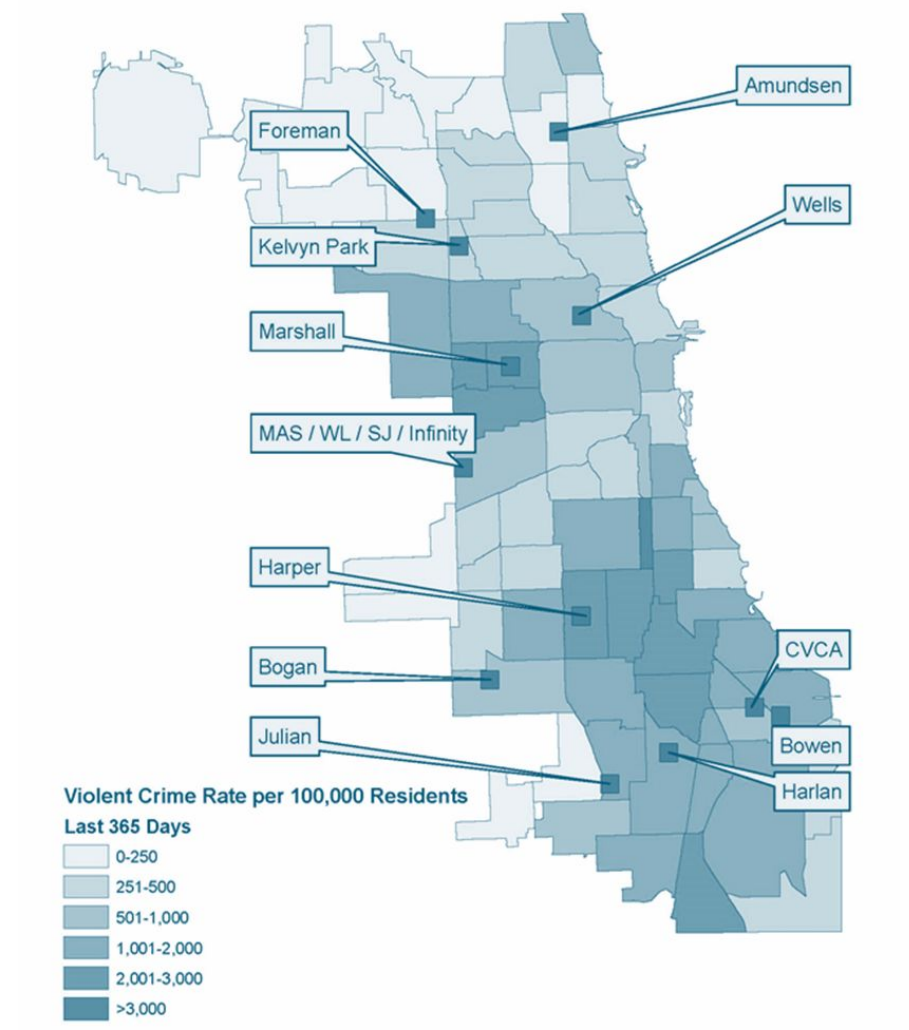 Amundsen
Foreman
Wells
Kelvyn Park
Marshall
MAS / WL / SJ / Infinity
Harper
CVCA
Bogan
Julian
Bowen
Harlan
Violent Crime Rate per 100,000 Residents
Last 365 Days
0-250
251-500
501-1,000
1,001-2,000
2,001-3,000
>3,000